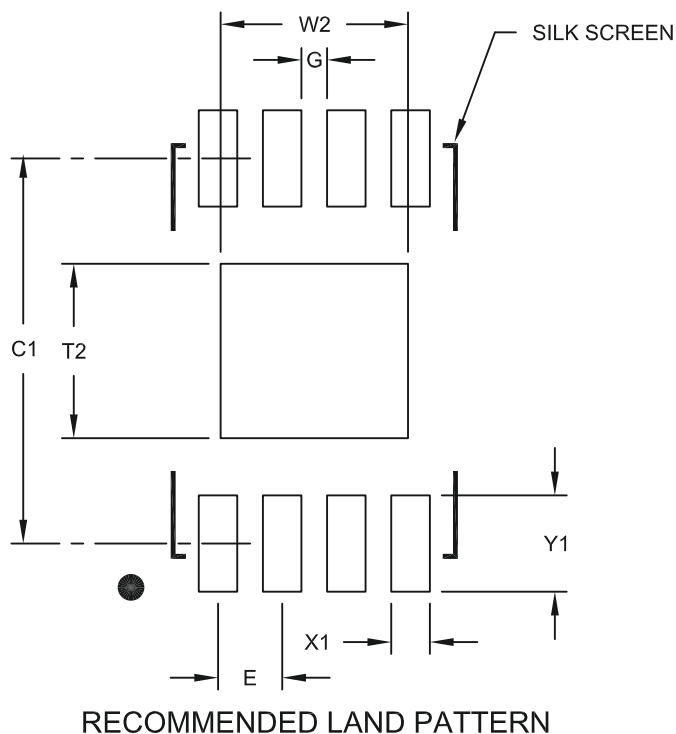 W2
SILK SCREEN
G
C1
T2
Y1
X1
E
RECOMMENDED LAND PATTERN